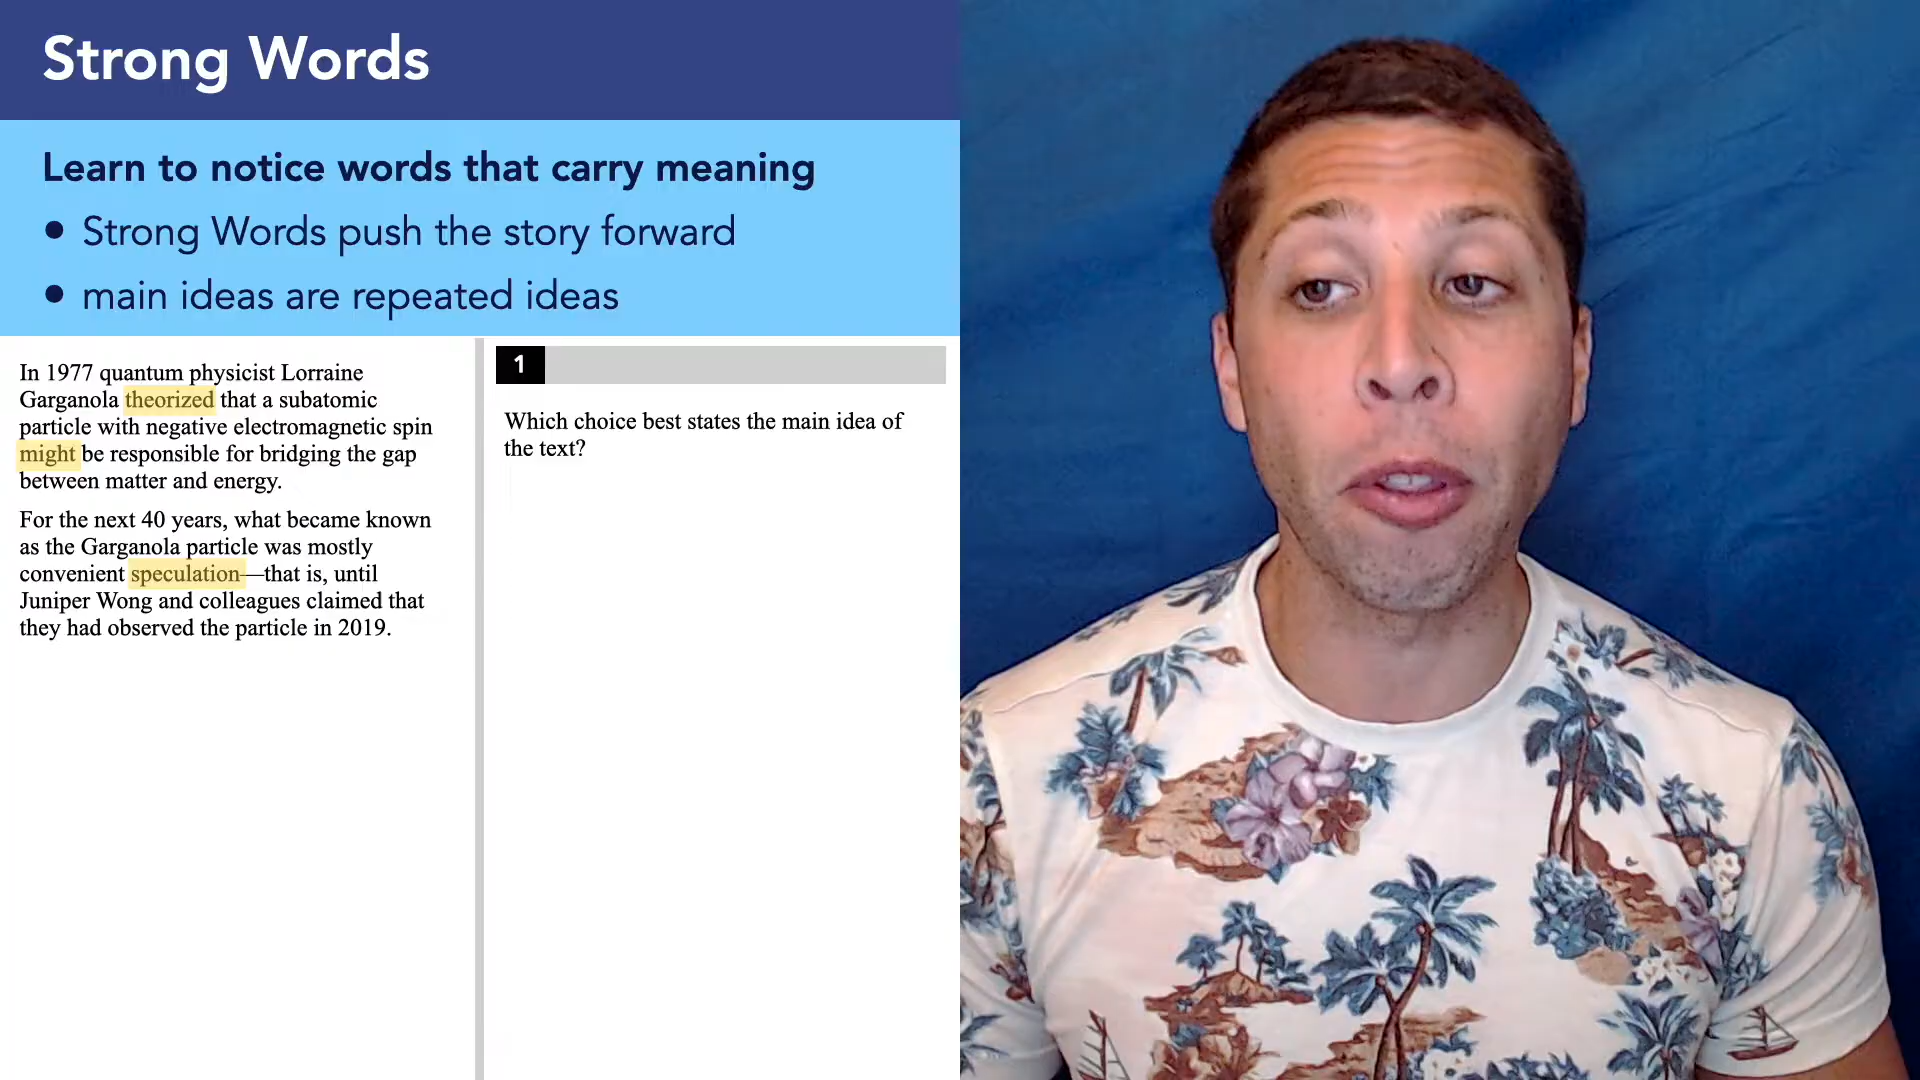 Strong Words
Learn to notice words that carry meaning
• Strong Words push the story forward
• main ideas are repeated ideas
In 1977 quantum physicist Lorraine
Garganola theorized that a subatomic
particle with negative electromagnetic spin
might be responsible for bridging the gap
between matter and energy.
For the next 40 years, what became known
as the Garganola particle was mostly
convenient speculation—that is, until
Juniper Wong and colleagues claimed that
they had observed the particle in 2019.
1
Which choice best states the main idea of
the text?